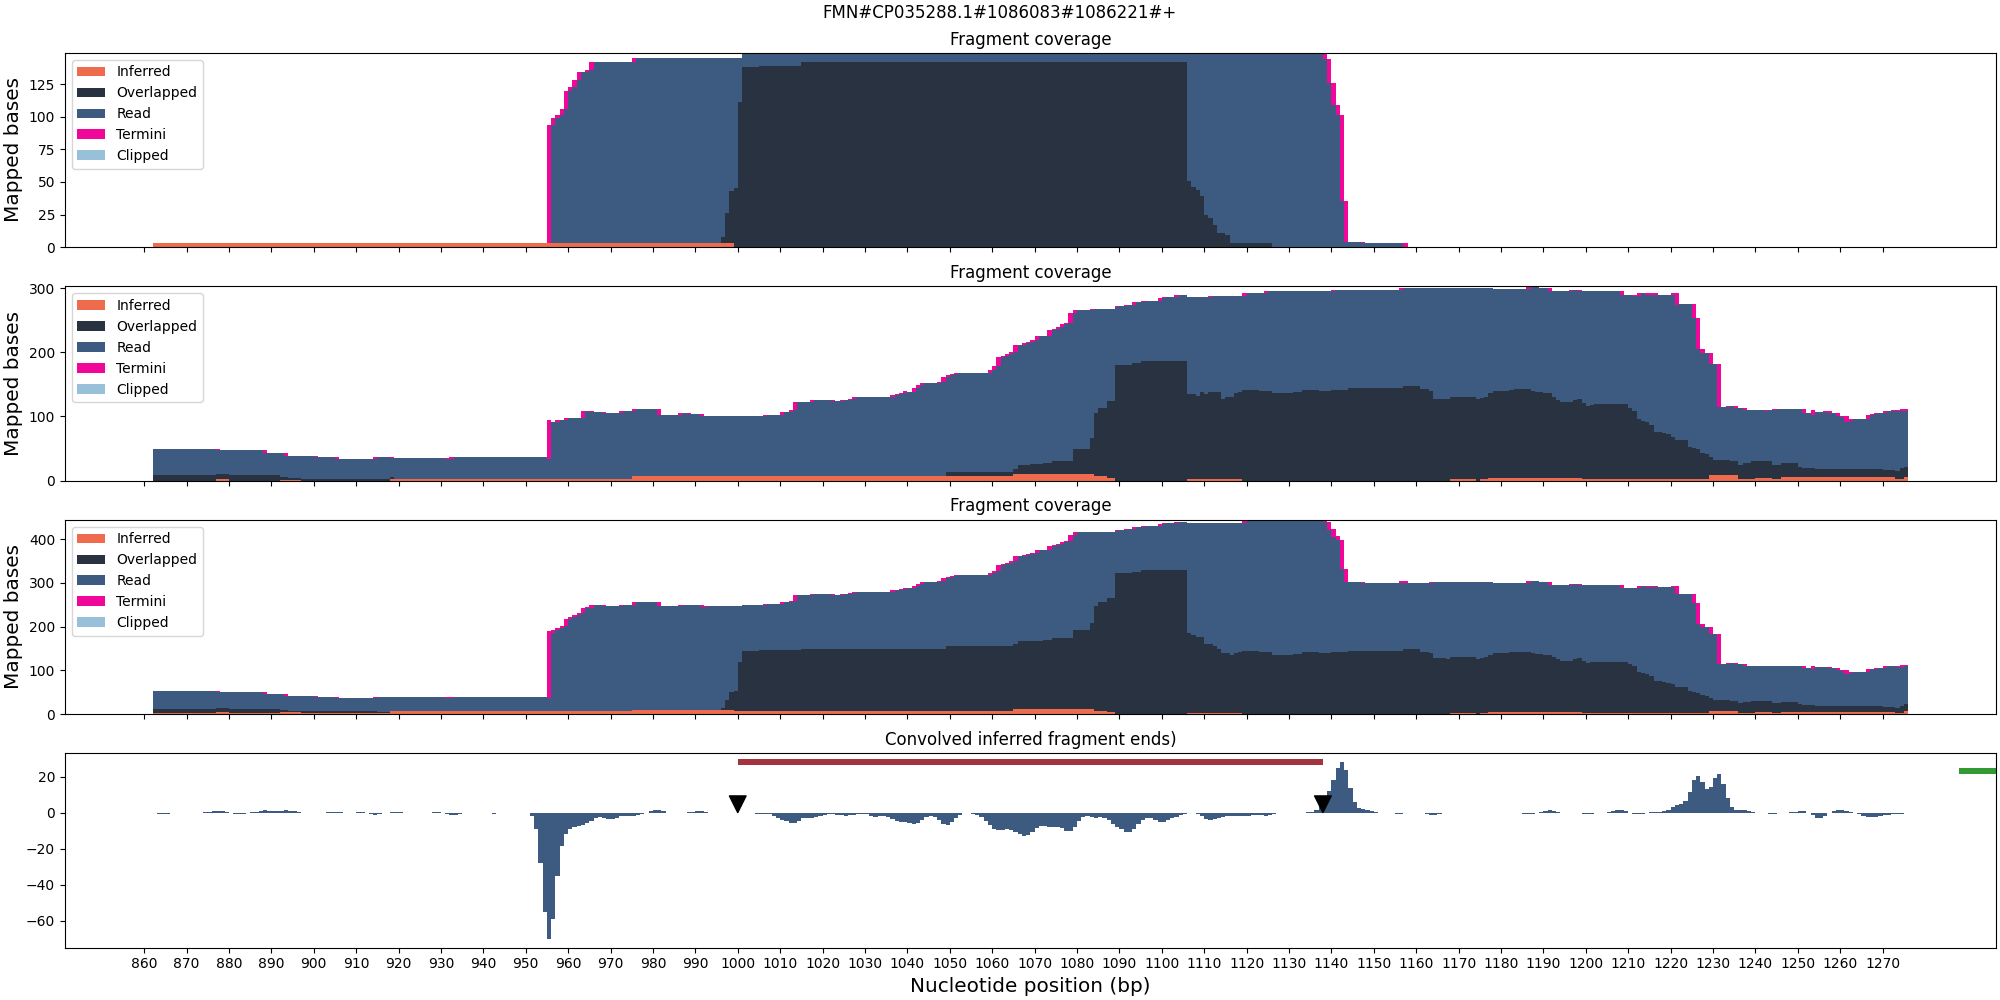 FMN#CP035288.1#1086083#1086221#+
Fragment coverage
Mapped bases
125
100
75
50
25
0
Inferred
Overlapped
Read
Termini
Clipped
Fragment coverage
Mapped bases
300
200
100
0
Inferred
Overlapped
Read
Termini
Clipped
Fragment coverage
Mapped bases
400
300
200
100
0
Inferred
Overlapped
Read
Termini
Clipped
Convolved inferred fragment ends)
20
0
−20
−40
−60
860 870 880 890 900 910 920 930 940 950 960 970 980 990 1000 1010 1020 1030 1040 1050 1060 1070 1080 1090 1100 1110 1120 1130 1140 1150 1160 1170 1180 1190 1200 1210 1220 1230 1240 1250 1260 1270
Nucleotide position (bp)